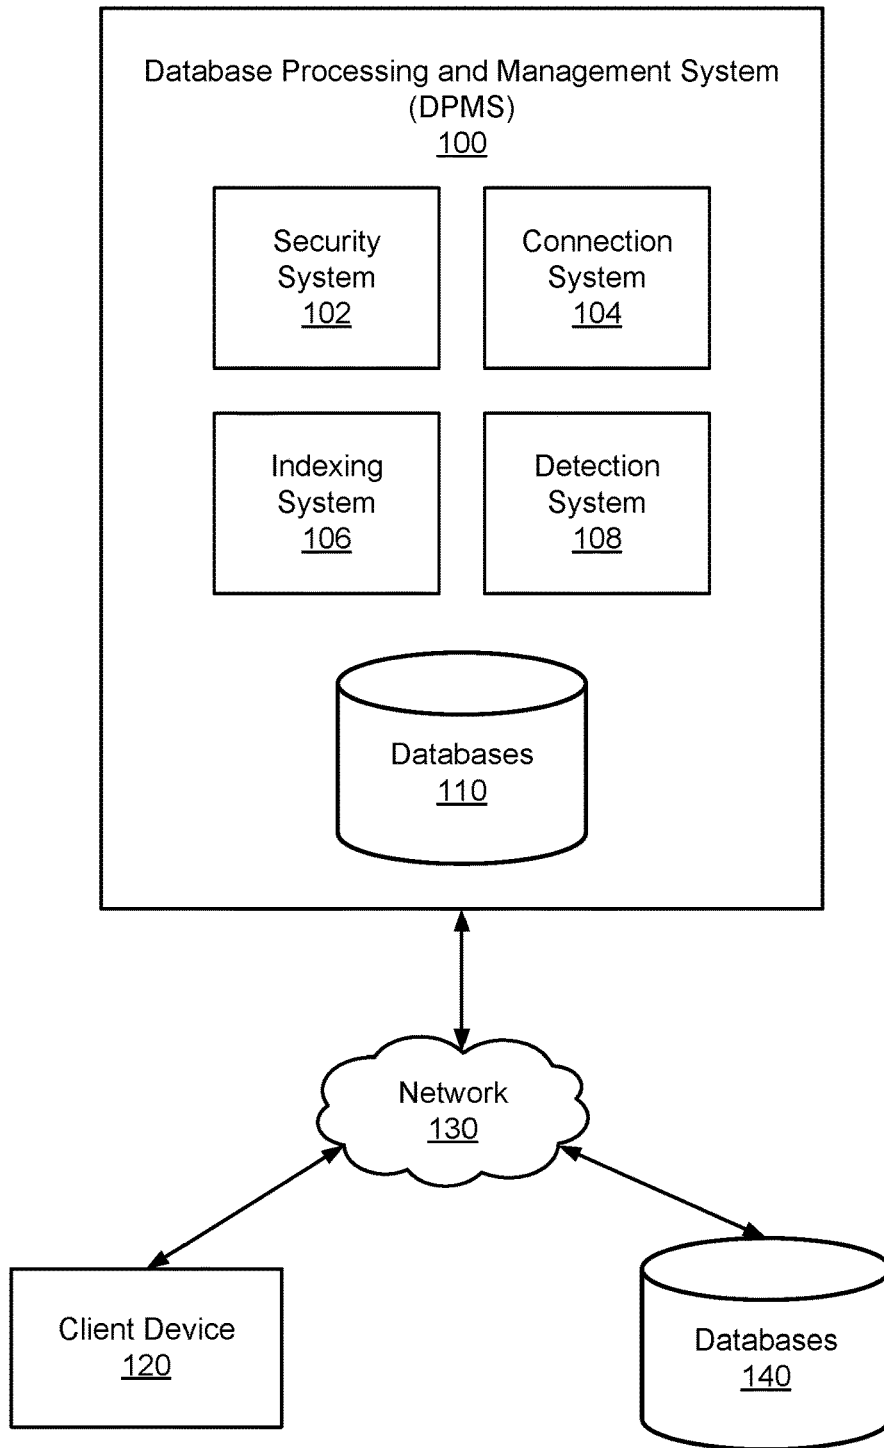 Database Processing and Management System
(DPMS)
100
Security
System
102
Connection
System
104
Indexing
System
106
Detection
System
108
Databases
110
Network
130
Client Device
120
Databases
140